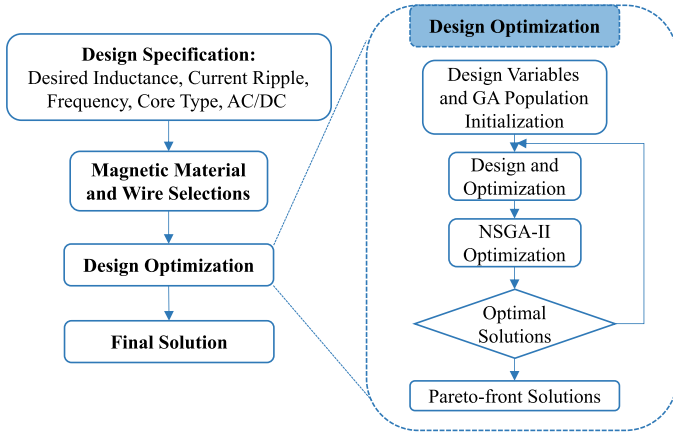 Design Specification:
Desired Inductance, Current Ripple,
Frequency, Core Type, AC/DC
Magnetic Material
and Wire Selections
Design Optimization
Final Solution
Design Optimization
Design Variables
and GA Population
Initialization
Design and
Optimization
NSGA-II
Optimization
Optimal
Solutions
Pareto-front Solutions